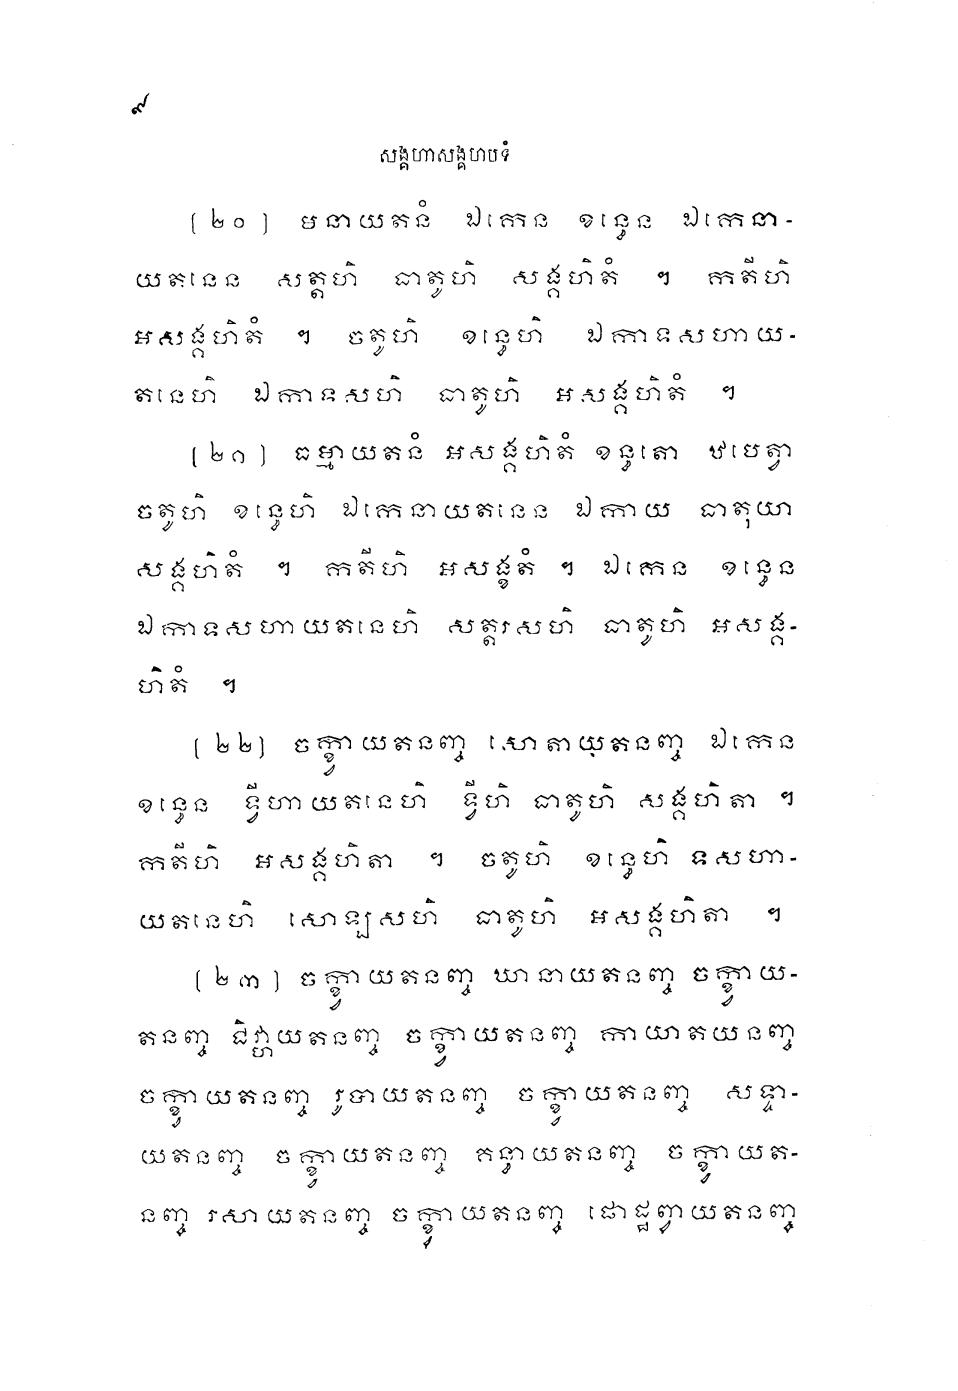 ៩
សង្គហាសង្គហបទំ
(២០) មនាយតនំ ឯកេន ខន្ធេន ឯកេនា-
យតនេន សត្តហិ ធាតូហិ សង្គហិតំ ។ កតីហិ
អសង្គហិតំ ។ ចតូហិ ខន្ធេហិ ឯកាទសហាយ-
តនេហិ ឯកាទសហិ ធាតូហិ អសង្គហិតំ ។
(២១) ធម្មាយតនំ អសង្គហិតំ ខន្ធតោ ឋបេត្វា
ចតូហិ ខន្ធេហិ ឯកេនាយតនេន ឯកាយ ធាតុយា
សង្គហិតំ ។ កតីហិ អសង្ខតំ ។ ឯកេន ខន្ធេន
ឯកាទសហាយតនេហិ សត្តរសហិ ធាតូហិ អសង្គ-
ហិតំ ។
(២២) ចក្ខ្វាយតនញ្ច សោតាយុតនញ្ច ឯកេន
ខន្ធេន ទ្វីហាយតនេហិ ទ្វីហិ ធាតូហិ សង្គហិតា ។
កតីហិ អសង្គហិតា ។ ចតូហិ ខន្ធេហិ ទសហា-
យតនេហិ សោឡសហិ ធាតូហិ អសង្គហិតា ។
(២៣) ចក្ខ្វាយតនញ្ច ឃានាយតនញ្ច ចក្ខ្វាយ-
តនញ្ច ជិវ្ហាយតនញ្ច ចក្ខ្វាយតនញ្ច កាយាតយនញ្ច
ចក្ខ្វាយតនញ្ច រូបាយតនញ្ច ចក្ខ្វាយតនញ្ច សទ្ទា-
យតនញ្ច ចក្ខ្វាយតនញ្ច គន្ធាយតនញ្ច ចក្ខ្វាយត-
នញ្ច រសាយតនញ្ច ចក្ខ្វាយតនញ្ច ផោដ្ឋព្វាយតនញ្ច